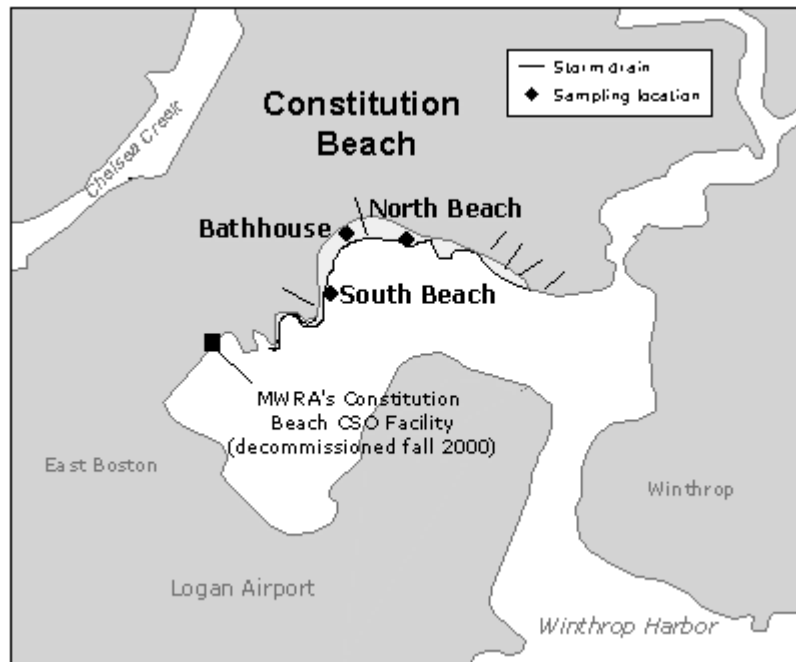 Storm drain
Sampling location
Constitution
Beach
Chelsea Creek
North Beach
Bathhouse
South Beach
MWRA's Constitution
Beach CSO Facility
(decommissioned fall 2000)
East Boston
Winthrop
Logan Airport
Winthrop Harbor